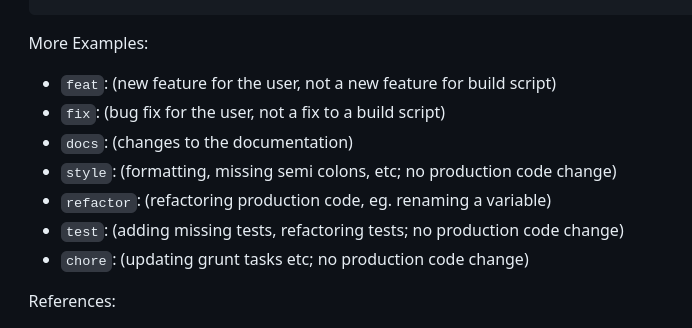 More Examples:
feat: (new feature for the user, not a new feature for build script)
fix: (bug fix for the user, not a fix to a build script)
docs: (changes to the documentation)
style: (formatting, missing semi colons, etc; no production code change)
refactor: (refactoring production code, eg. renaming a variable)
test: (adding missing tests, refactoring tests; no production code change)
chore: (updating grunt tasks etc; no production code change)
References: